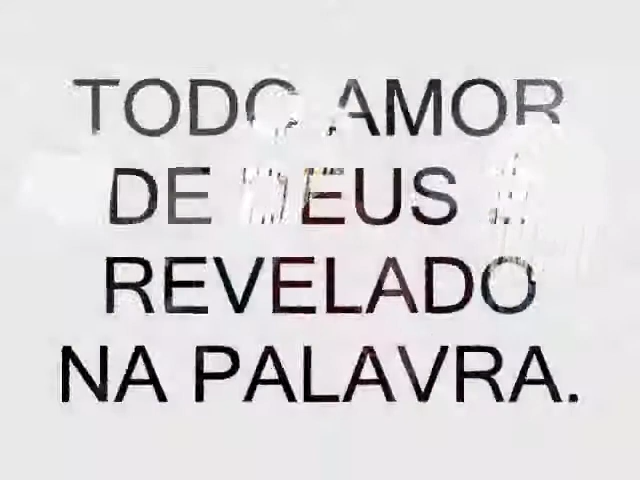 TODO AMOR
DE DEUS É
REVELADO
NA PALAVRA.